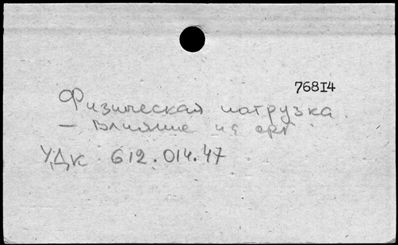 76814
Физическая нагрузка.
- Влияние на орг.
УДК 612.014.47